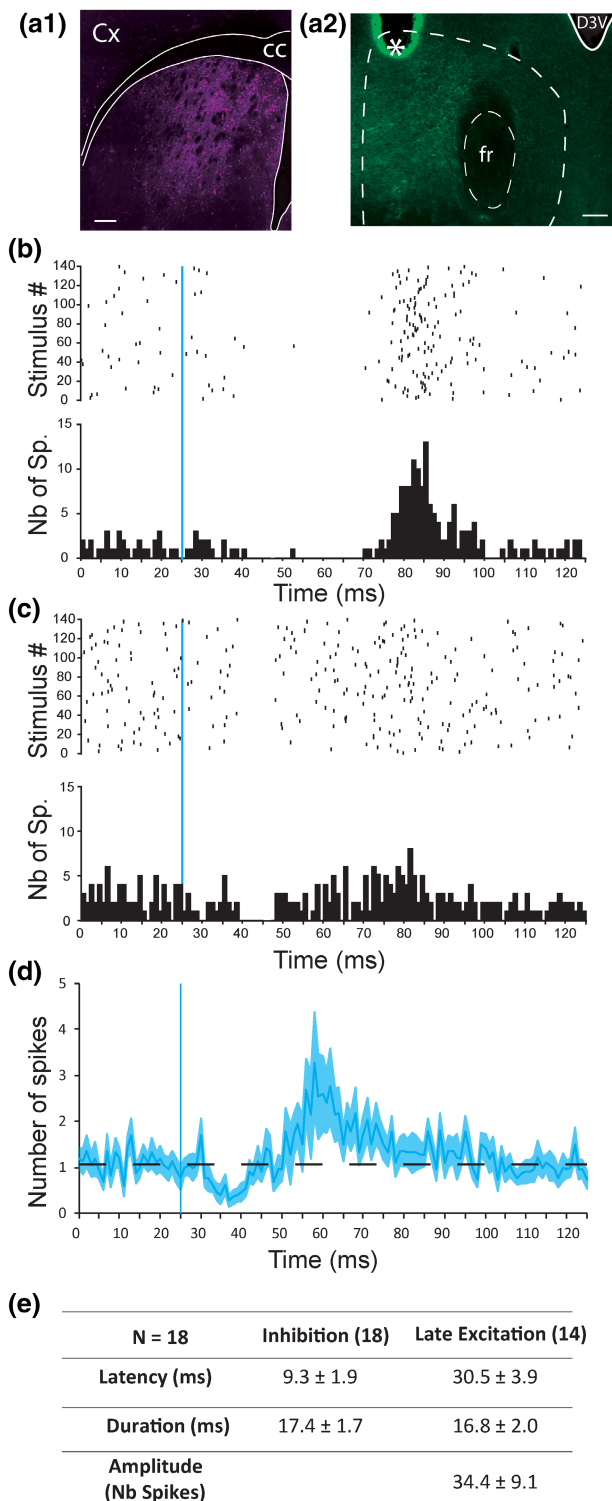 (a1)
Cx
cc
(a2)
D3V
*
fr
(b)
Stimulus #
140
120
100
80
60
40
20
0
Nb of Sp.
15
10
5
0
0 10 20 30 40 50 60 70 80 90 100 110 120
Time (ms)
(c)
Stimulus #
140
120
100
80
60
40
20
0
Nb of Sp.
15
10
5
0
0 10 20 30 40 50 60 70 80 90 100 110 120
Time (ms)
(d)
Number of spikes
5
4
3
2
1
0
0 10 20 30 40 50 60 70 80 90 100 110 120
Time (ms)
(e)
N = 18 Inhibition (18) Late Excitation (14)
Latency (ms) 9.3 ± 1.9 30.5 ± 3.9
Duration (ms) 17.4 ± 1.7 16.8 ± 2.0
Amplitude
(Nb Spikes) 34.4 ± 9.1